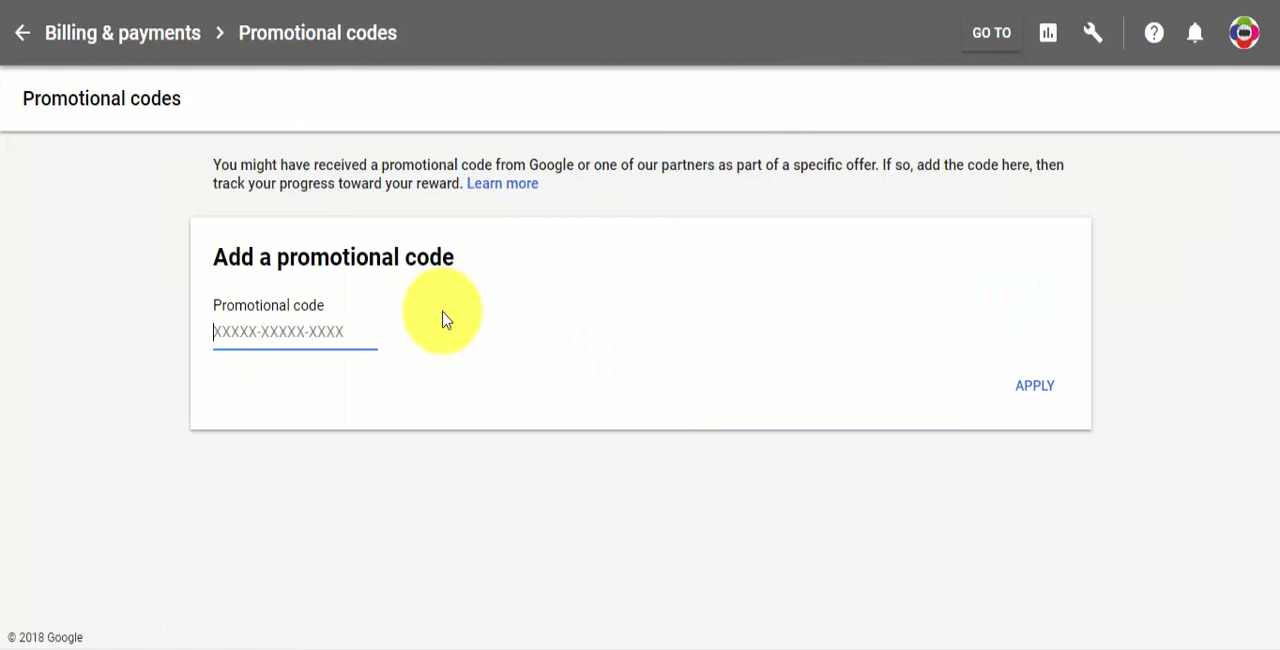 Billing & payments > Promotional codes
GO TO
Promotional codes
You might have received a promotional code from Google or one of our partners as part of a specific offer. If so, add the code here, then
track your progress toward your reward. Learn more
Add a promotional code
Promotional code
XXXXX-XXXXX-XXXX
APPLY
© 2018 Google